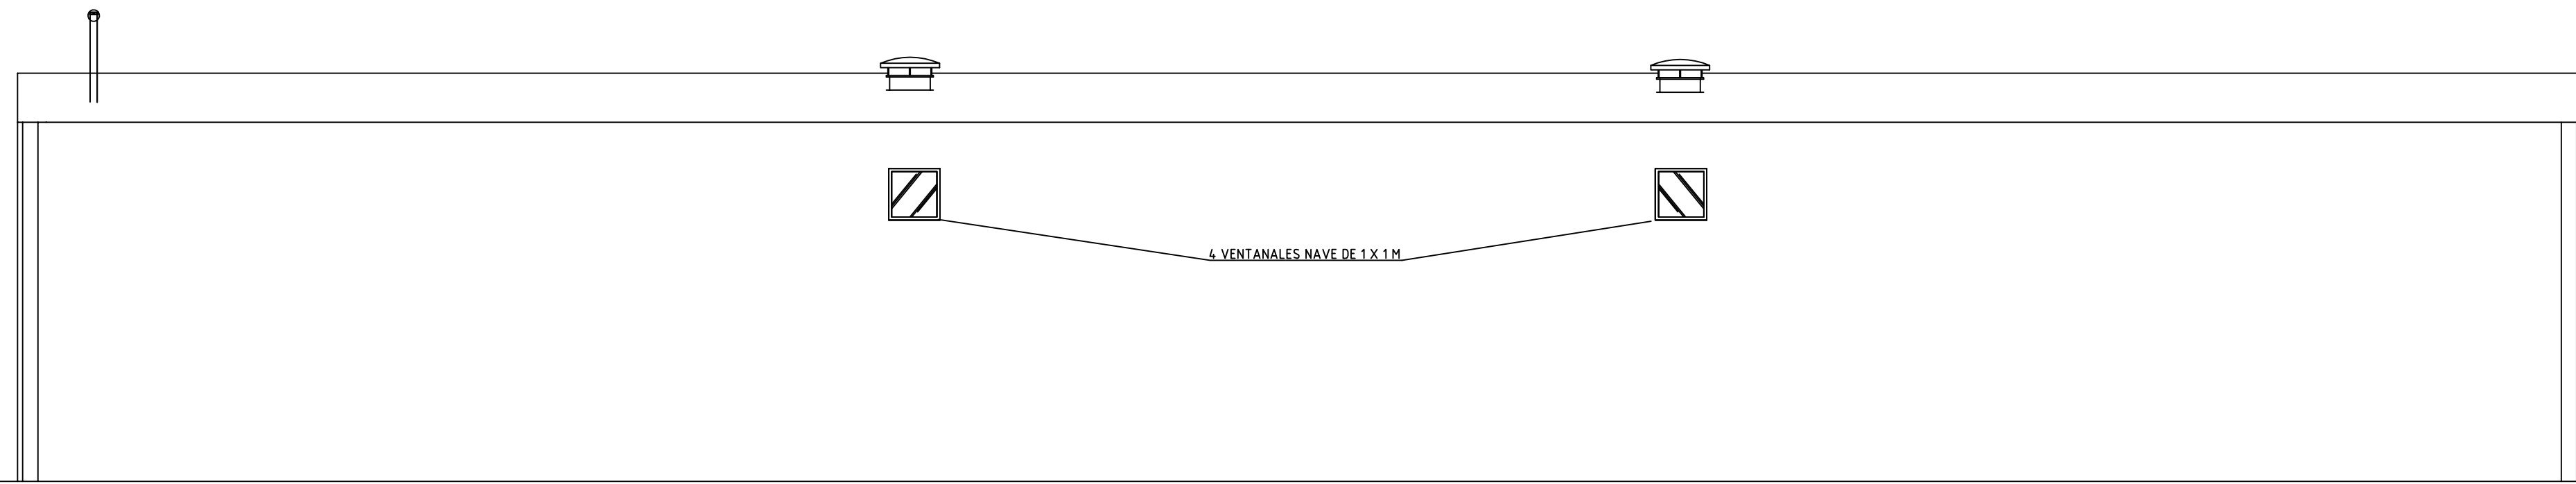 4 VENTANALES NAVE DE 1 X 1 M